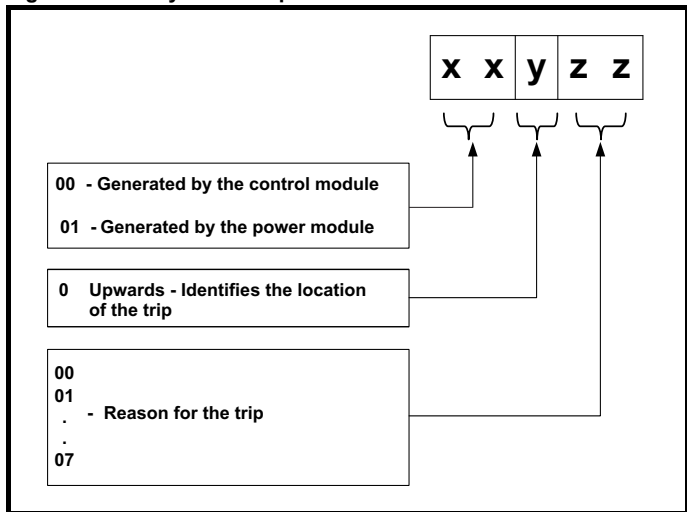 x x y z z
00 - Generated by the control module
01 - Generated by the power module
0 Upwards - Identifies the location
of the trip
00
01
.
- Reason for the trip
.
07